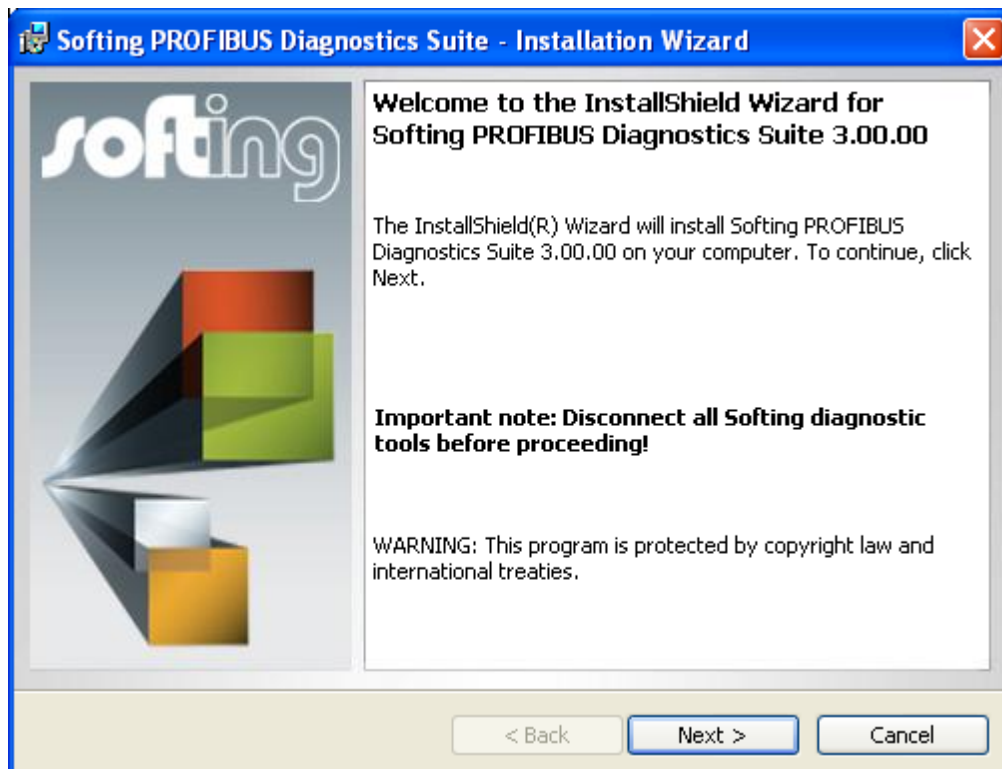 Softing PROFIBUS Diagnostics Suite - Installation Wizard
softing
Welcome to the InstallShield Wizard for
Softing PROFIBUS Diagnostics Suite 3.00.00
The InstallShield(R) Wizard will install Softing PROFIBUS
Diagnostics Suite 3.00.00 on your computer. To continue, click
Next.
Important note: Disconnect all Softing diagnostic
tools before proceeding!
WARNING: This program is protected by copyright law and
international treaties.
< Back
Next >
Cancel